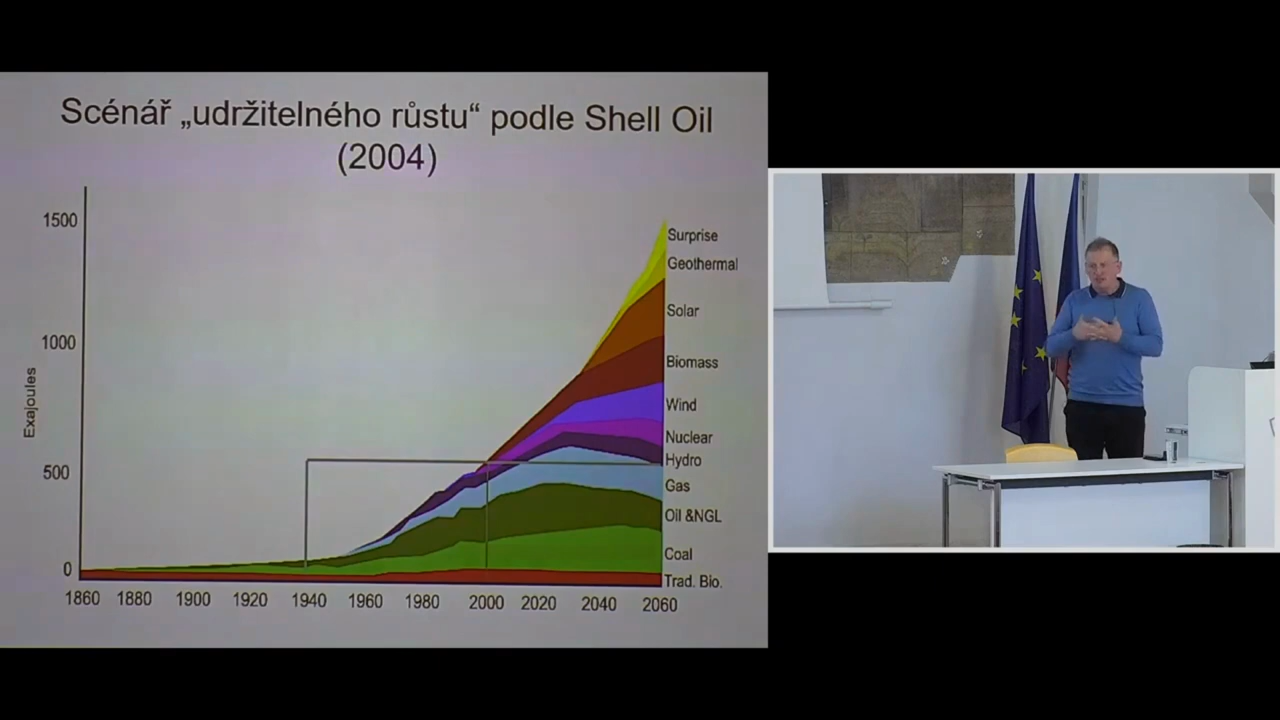 Scénář „udržitelného růstu“ podle Shell Oil
(2004)
1500
1000
500
0
Exajoules
Surprise
Geothermal
Solar
Biomass
Wind
Nuclear
Hydro
Gas
Oil &NGL
Coal
Trad. Bio.
1860 1880 1900 1920 1940 1960 1980 2000 2020 2040 2060